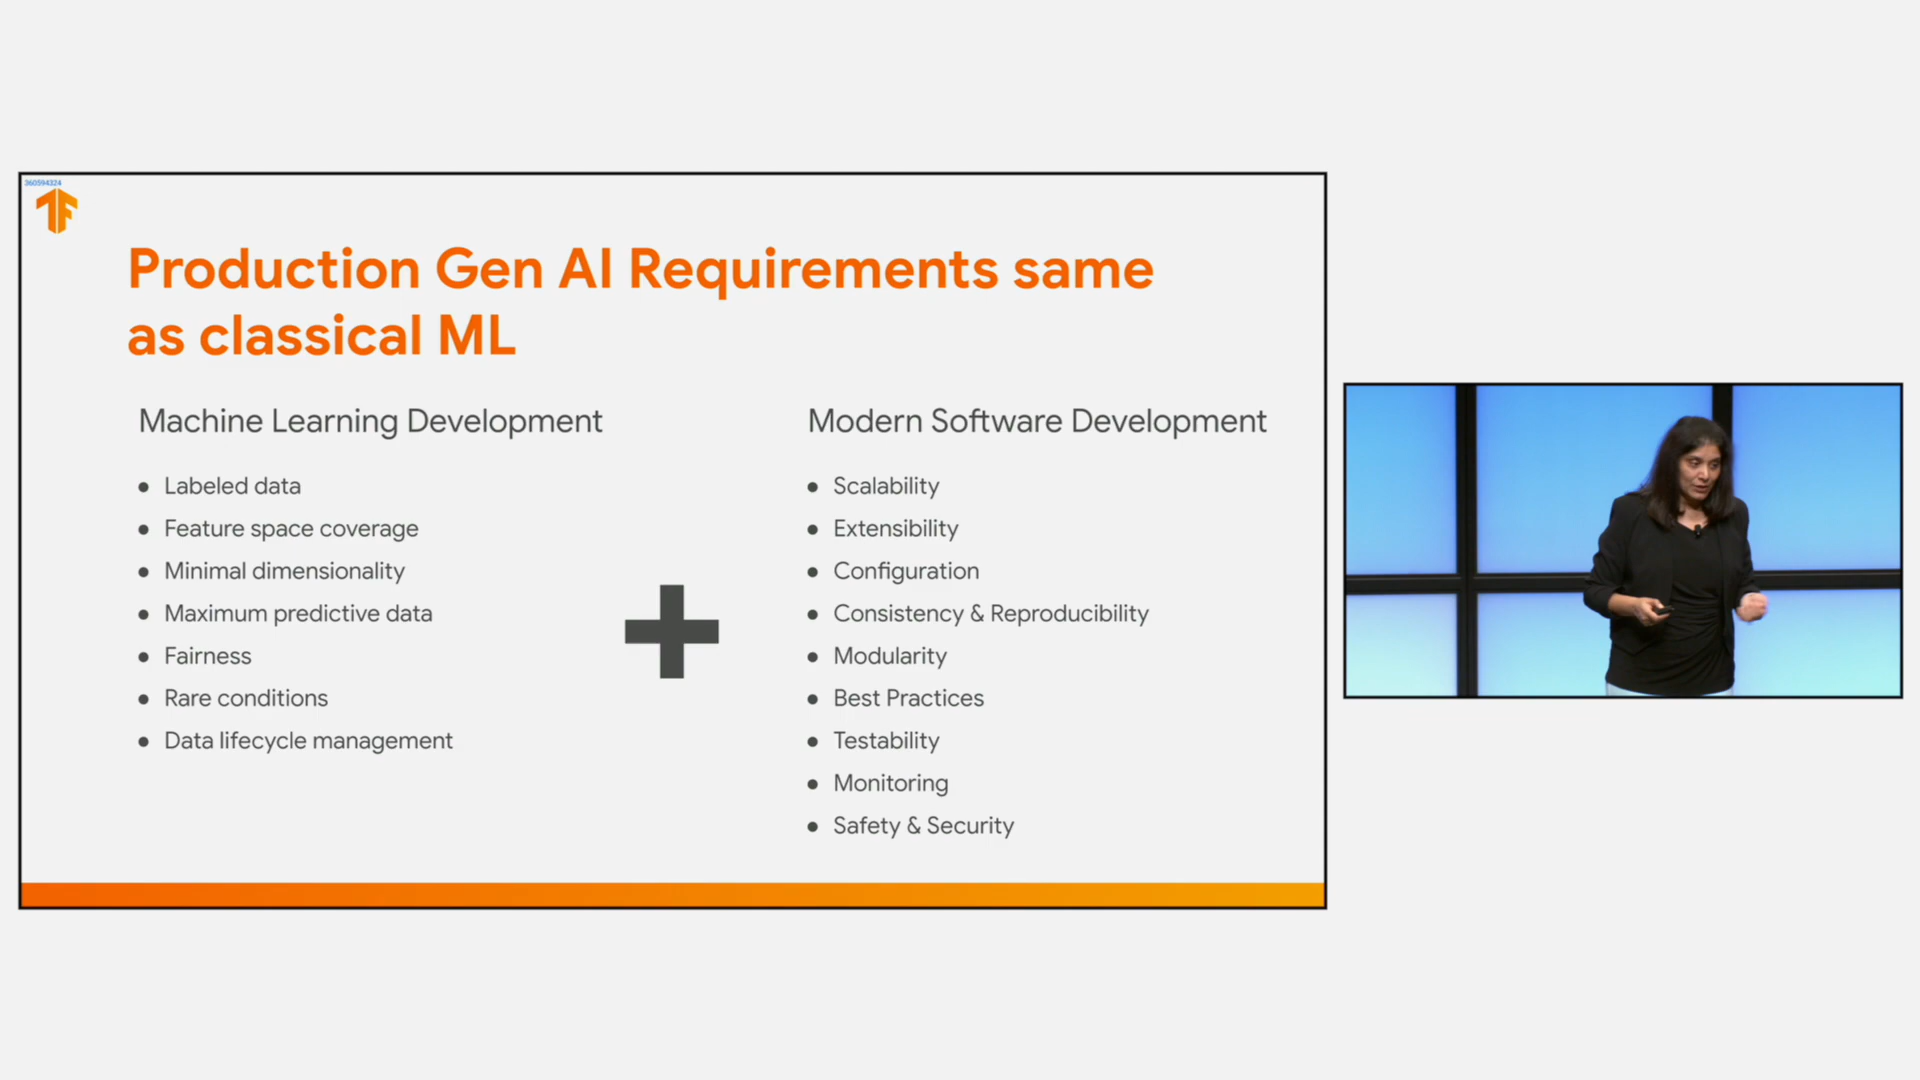 360594324
Production Gen AI Requirements same
as classical ML
Machine Learning Development
Labeled data
Feature space coverage
Minimal dimensionality
Maximum predictive data
Fairness
Rare conditions
Data lifecycle management
Modern Software Development
Scalability
Extensibility
Configuration
Consistency & Reproducibility
Modularity
Best Practices
Testability
Monitoring
Safety & Security